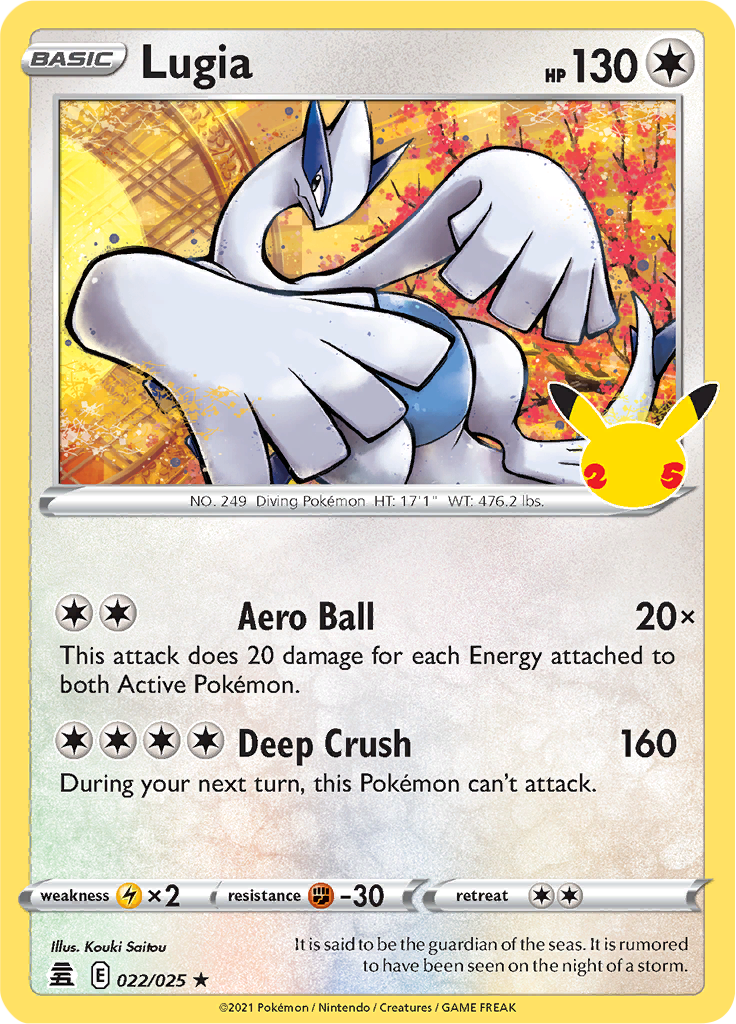 BASIC Lugia HP 130
25
NO. 249 Diving Pokémon HT: 17'1" WT: 476.2 lbs.
Aero Ball 20×
This attack does 20 damage for each Energy attached to
both Active Pokémon.
Deep Crush 160
During your next turn, this Pokémon can't attack.
weakness ×2 resistance -30 retreat
Illus. Kouki Saitou
It is said to be the guardian of the seas. It is rumored
to have been seen on the night of a storm.
E 022/025 ★
©2021 Pokémon / Nintendo / Creatures / GAME FREAK